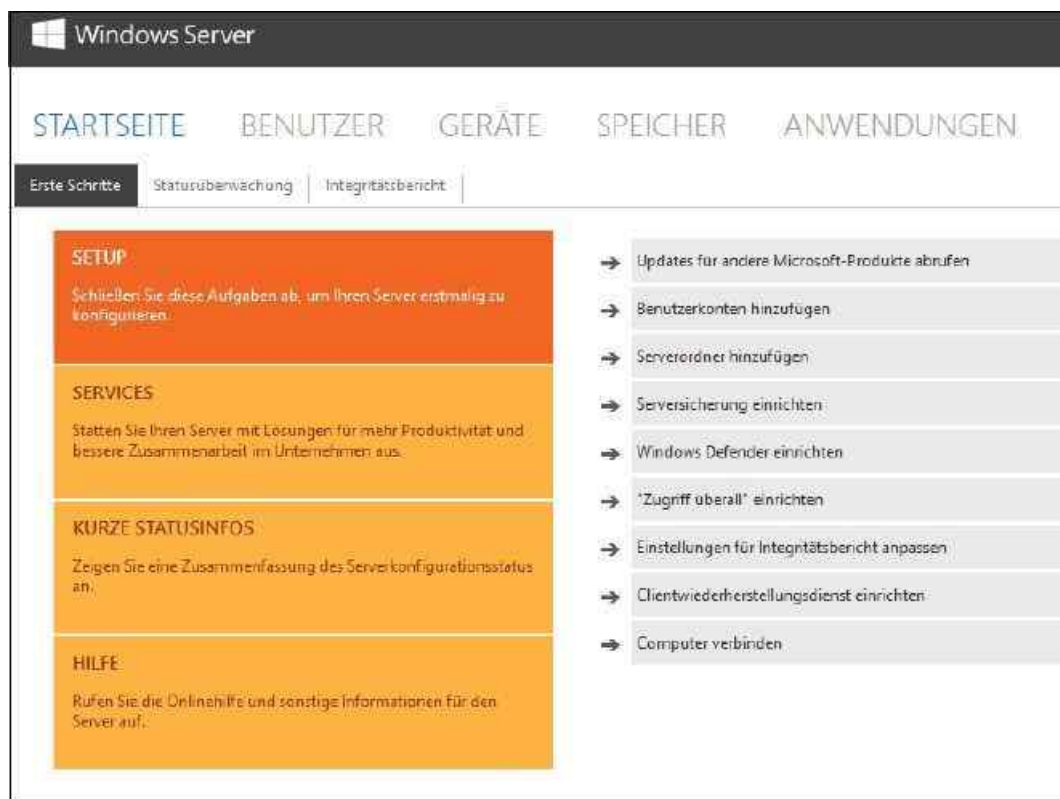 Windows Server
STARTSEITE BENUTZER GERÄTE SPEICHER ANWENDUNGEN
Erste Schritte Statusüberwachung Integritätsbericht
SETUP
Schließen Sie diese Aufgaben ab, um Ihren Server erstmalig zu
konfigurieren.
SERVICES
Statten Sie Ihren Server mit Lösungen für mehr Produktivität und
bessere Zusammenarbeit im Unternehmen aus.
KURZE STATUSINFOS
Zeigen Sie eine Zusammenfassung des Serverkonfigurationsstatus
an.
HILFE
Rufen Sie die Onlinehilfe und sonstige Informationen für den
Server auf.
Updates für andere Microsoft-Produkte abrufen
Benutzerkonten hinzufügen
Serverordner hinzufügen
Serversicherung einrichten
Windows Defender einrichten
"Zugriff überall" einrichten
Einstellungen für Integritätsbericht anpassen
Clientwiederherstellungsdienst einrichten
Computer verbinden